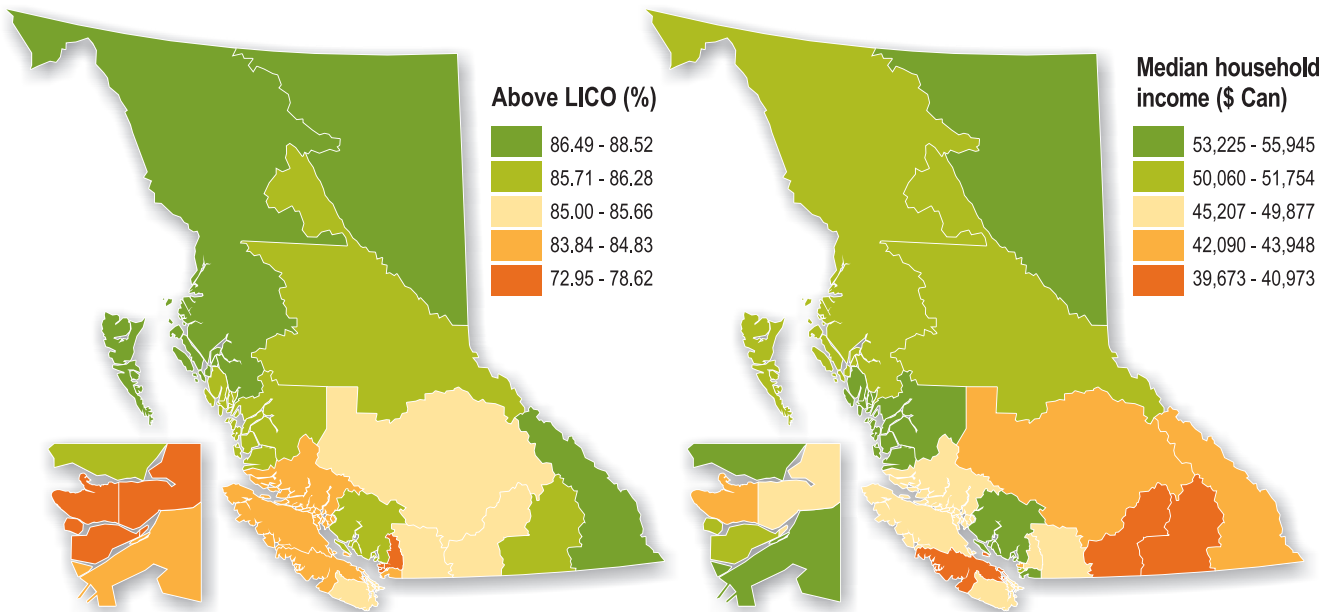 Above LICO (%)
86.49 - 88.52
85.71 - 86.28
85.00 - 85.66
83.84 - 84.83
72.95 - 78.62
Median household
income ($ Can)
53,225 - 55,945
50,060 - 51,754
45,207 - 49,877
42,090 - 43,948
39,673 - 40,973